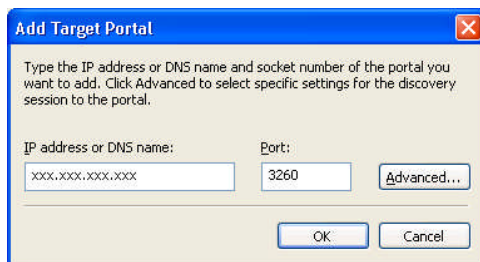 Add Target Portal
Type the IP address or DNS name and socket number of the portal you
want to add. Click Advanced to select specific settings for the discovery
session to the portal.
IP address or DNS name: Port:
xxx.xxx.xxx.xxx 3260 Advanced...
OK Cancel